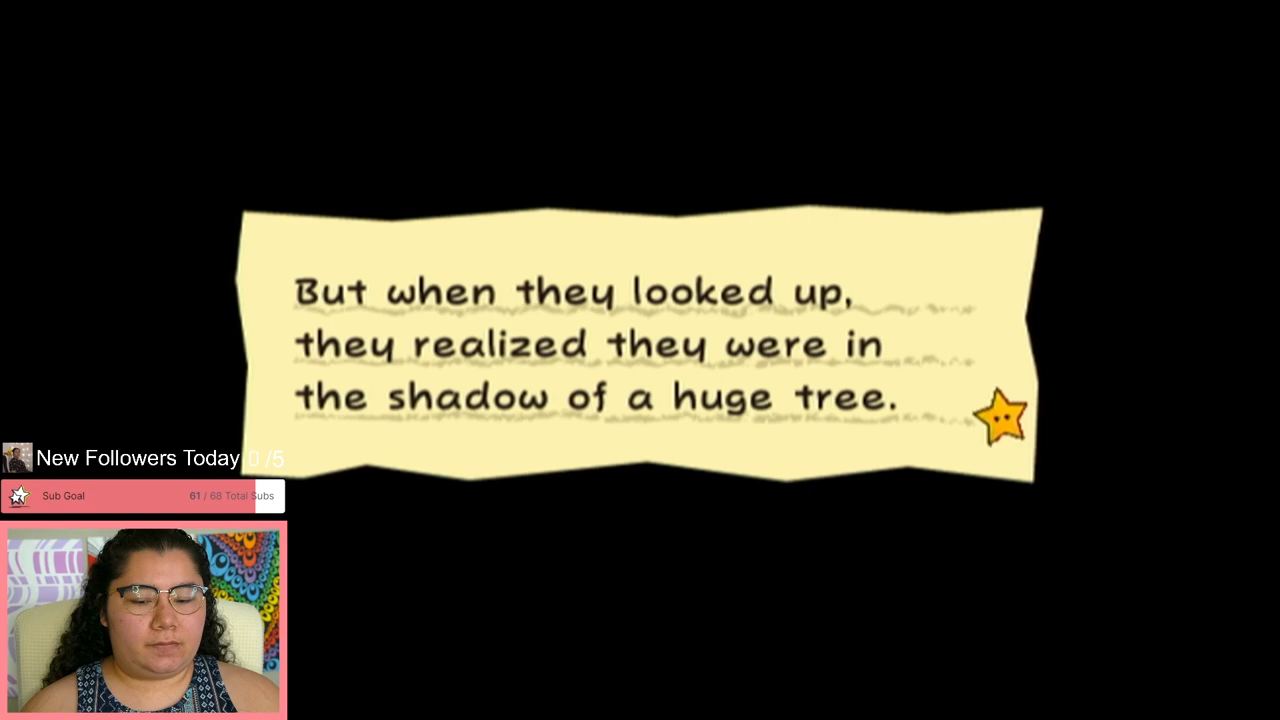 But when they looked up,
they realized they were in
the shadow of a huge tree.
New Followers Today 0 /5
Sub Goal
61 / 68 Total Subs